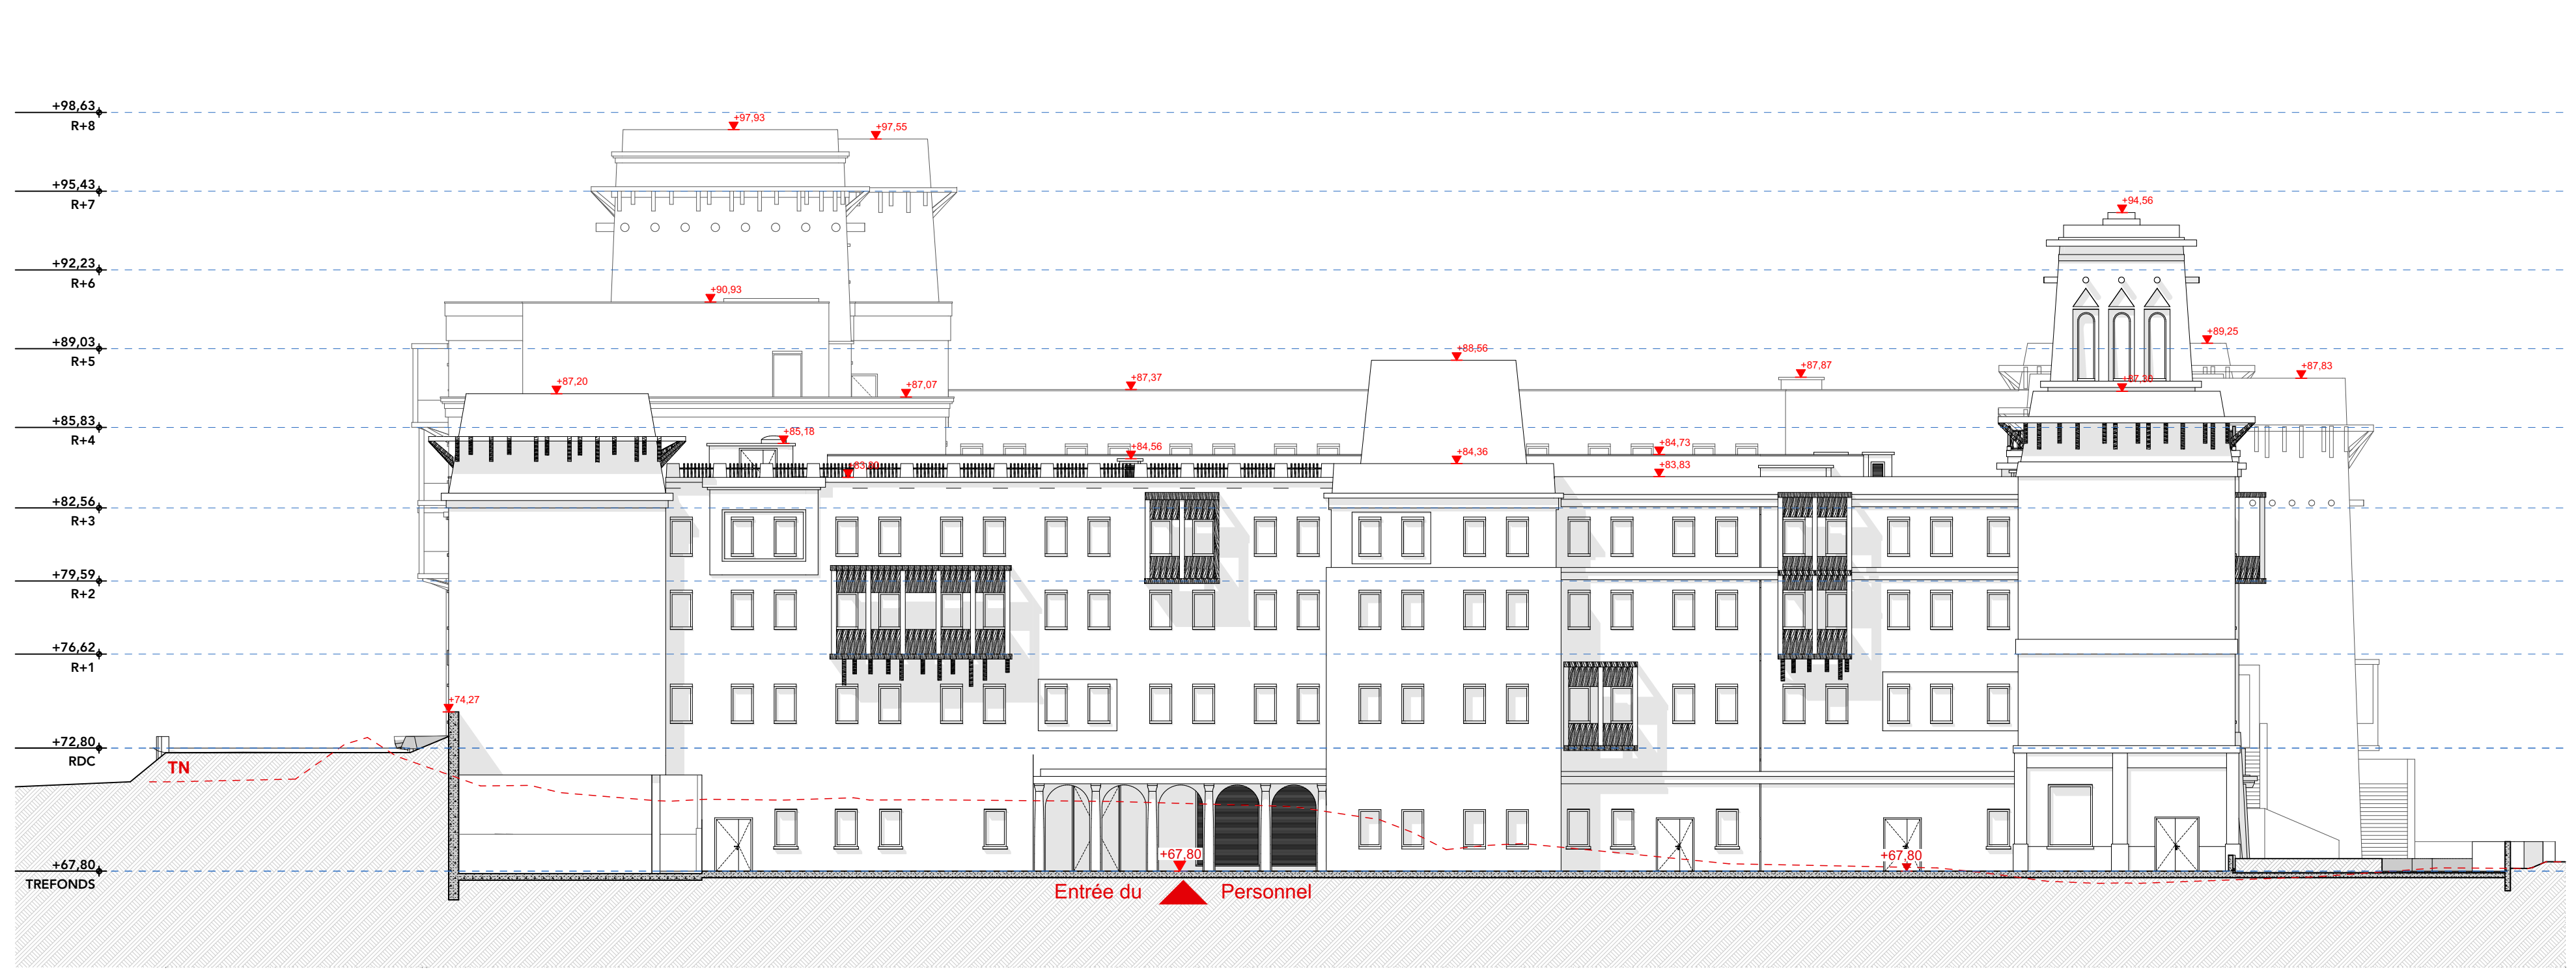 +98,63
R+8
+97,93
+97,55
+95,43
R+7
+94,56
+92,23
R+6
+90,93
+89,03
R+5
+89,25
+88,56
+87,20
+87,07
+87,37
+87,87
+87,83
+85,83
R+4
+85,18
+84,56
+84,36
+84,73
+83,83
+82,56
R+3
+79,59
R+2
+76,62
R+1
+74,27
+72,80
RDC
TN
+67,80
TREFONDS
+67,80
+67,80
Entrée du Personnel